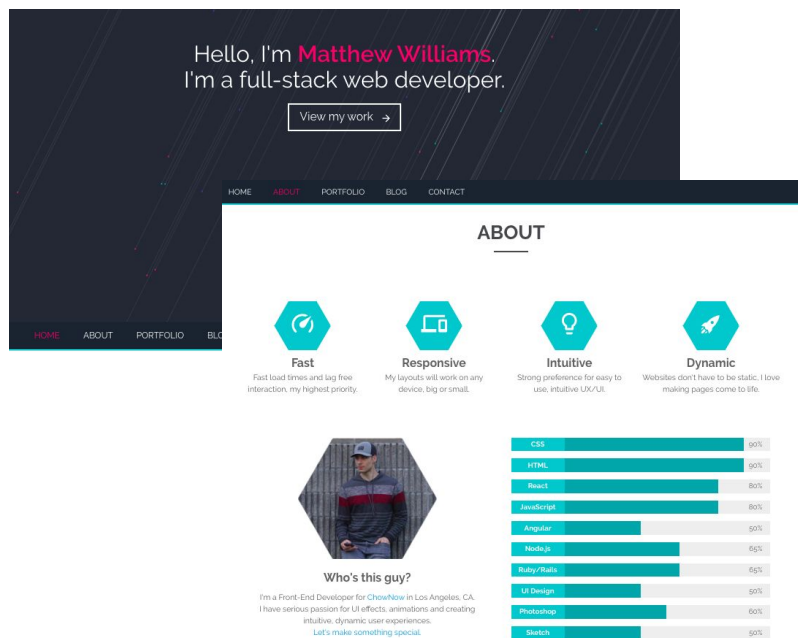 Hello, I'm Matthew Williams.
I'm a full-stack web developer.
View my work →
HOME ABOUT PORTFOLIO
HOME ABOUT PORTFOLIO BLOG CONTACT
ABOUT
Fast
Fast load times and lag free
interaction, my highest priority.
Responsive
My layouts will work on any
device, big or small.
Intuitive
Strong preference for easy to
use, intuitive UX/UI.
Dynamic
Websites don't have to be static, I love
making pages come to life.
Who's this guy?
I'm a Front-End Developer for ChowNow in Los Angeles, CA.
I have serious passion for UI effects, animations and creating
intuitive, dynamic user experiences.
Let's make something special.
CSS 90%
HTML 90%
React 80%
JavaScript 80%
Angular 50%
Node.js 65%
Ruby/Rails 65%
UI Design 50%
Photoshop 60%
Sketch 50%